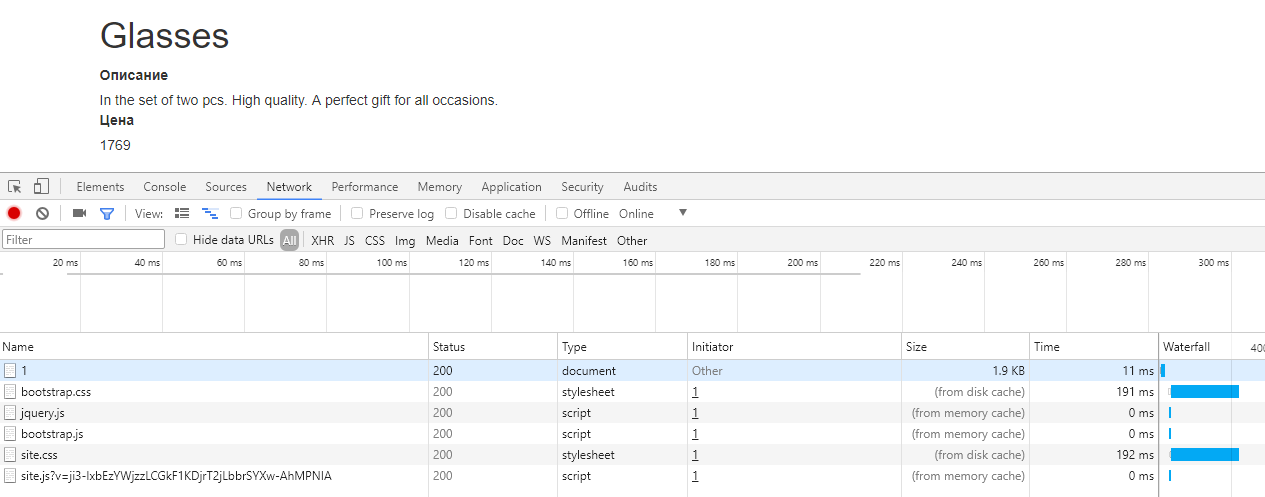 Glasses
Описание
In the set of two pcs. High quality. A perfect gift for all occasions.
Цена
1769
Elements Console Sources Network Performance Memory Application Security Audits
View: Group by frame Preserve log Disable cache Offline Online
Filter Hide data URLs All XHR JS CSS Img Media Font Doc WS Manifest Other
20 ms 40 ms 60 ms 80 ms 100 ms 120 ms 140 ms 160 ms 180 ms 200 ms 220 ms 240 ms 260 ms 280 ms 300 ms
Name Status Type Initiator Size Time Waterfall 400
1 200 document Other 1.9 KB 11 ms
bootstrap.css 200 stylesheet 1 (from disk cache) 191 ms
jquery.js 200 script 1 (from memory cache) 0 ms
bootstrap.js 200 script 1 (from memory cache) 0 ms
site.css 200 stylesheet 1 (from disk cache) 192 ms
site.js?v=ji3-IxbEzYWjzzLCGkF1KDjrT2jLbbrSYXw-AhMPNIA 200 script 1 (from memory cache) 0 ms